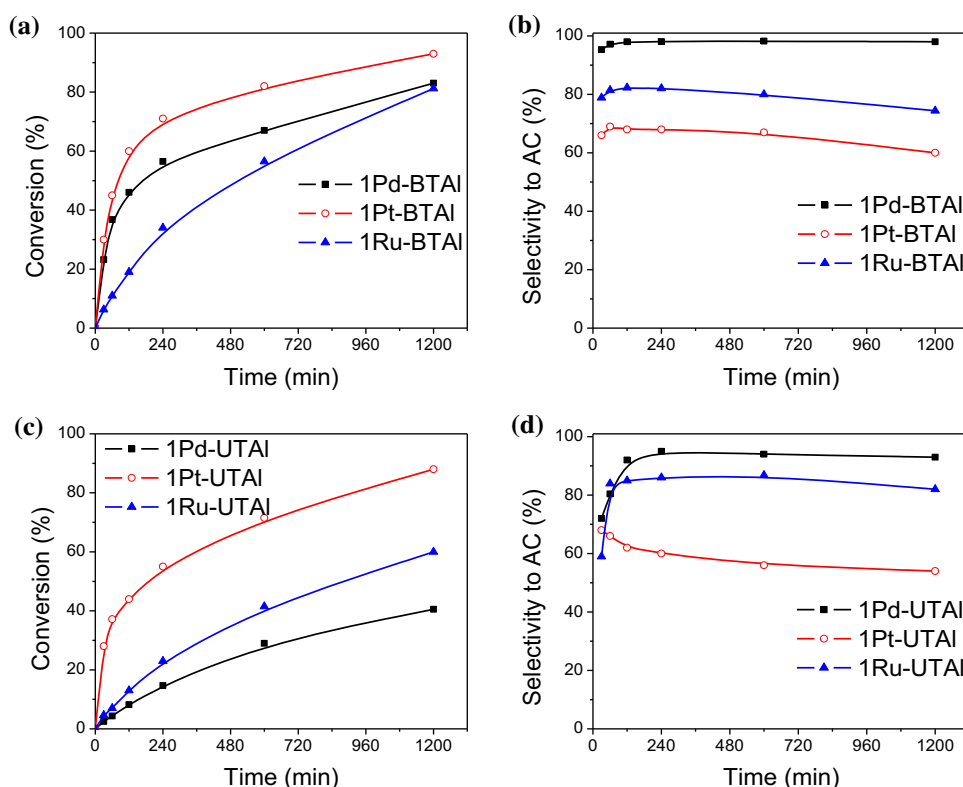 (a)
100
80
60
40
20
0
Conversion (%)
1Pd-BTAl
1Pt-BTAl
1Ru-BTAl
0 240 480 720 960 1200
Time (min)
(b)
100
80
60
40
20
0
Selectivity to AC (%)
1Pd-BTAl
1Pt-BTAl
1Ru-BTAl
0 240 480 720 960 1200
Time (min)
(c)
100
80
60
40
20
0
Conversion (%)
1Pd-UTAl
1Pt-UTAl
1Ru-UTAl
0 240 480 720 960 1200
Time (min)
(d)
100
80
60
40
20
0
Selectivity to AC (%)
1Pd-UTAl
1Pt-UTAl
1Ru-UTAl
0 240 480 720 960 1200
Time (min)